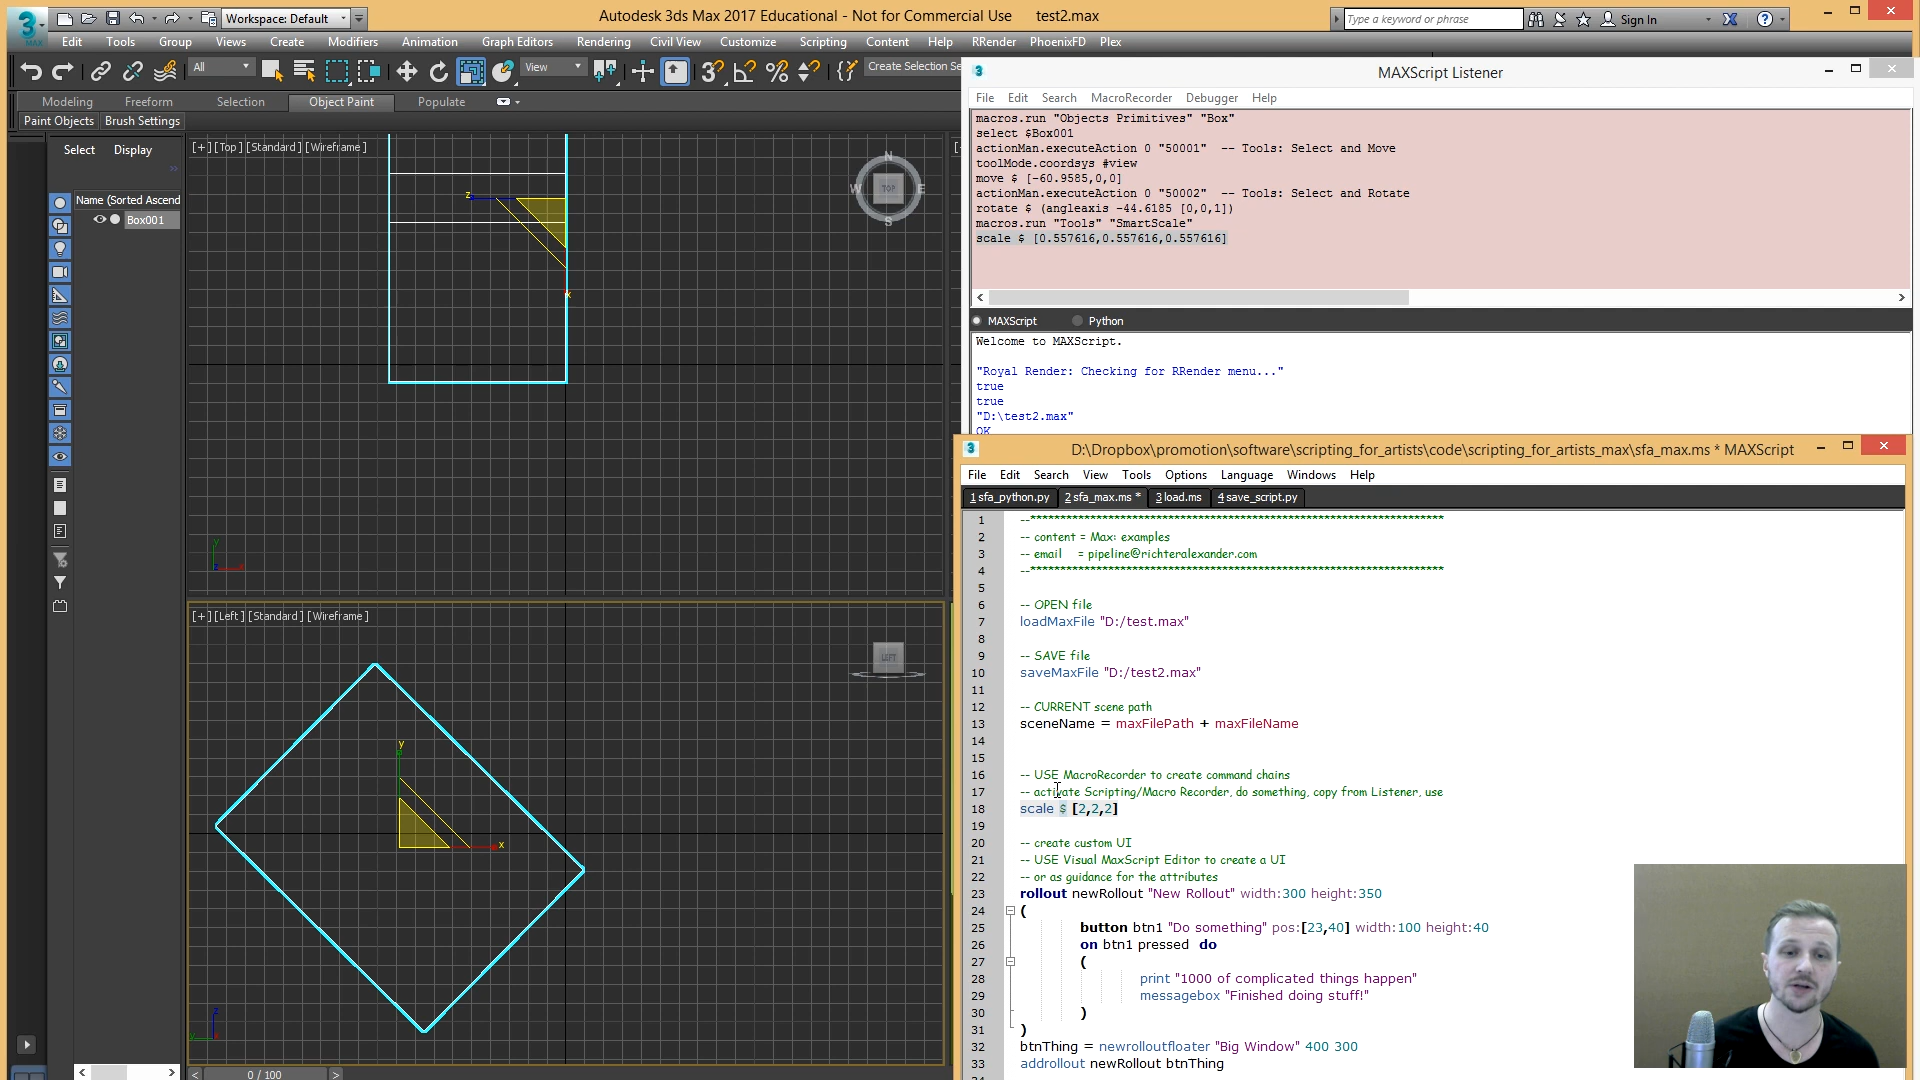 Workspace: Default
Autodesk 3ds Max 2017 Educational - Not for Commercial Use    test2.max
Type a keyword or phrase
Sign In
3
MAX
Edit Tools Group Views Create Modifiers Animation Graph Editors Rendering Civil View Customize Scripting Content Help RRender PhoenixFD Plex
All
View
Create Selection Se
Modeling Freeform Selection Object Paint Populate
Paint Objects Brush Settings
Select Display
Name (Sorted Ascend
Box001
[+] [Top] [Standard] [Wireframe]
N
W TOP E
S
z
x
y
z x
[+] [Left] [Standard] [Wireframe]
LEFT
y
x
z
y
0 / 100
MAXScript Listener
File Edit Search MacroRecorder Debugger Help
macros.run "Objects Primitives" "Box"
select $Box001
actionMan.executeAction 0 "50001"  -- Tools: Select and Move
toolMode.coordsys #view
move $ [-60.9585,0,0]
actionMan.executeAction 0 "50002"  -- Tools: Select and Rotate
rotate $ (angleaxis -44.6185 [0,0,1])
macros.run "Tools" "SmartScale"
scale $ [0.557616,0.557616,0.557616]
MAXScript Python
Welcome to MAXScript.
"Royal Render: Checking for RRender menu..."
true
true
"D:\test2.max"
OK
D:\Dropbox\promotion\software\scripting_for_artists\code\scripting_for_artists_max\sfa_max.ms * MAXScript
File Edit Search View Tools Options Language Windows Help
1 sfa_python.py 2 sfa_max.ms * 3 load.ms 4 save_script.py
1 --*********************************************************************
2 -- content = Max: examples
3 -- email   = pipeline@richteralexander.com
4 --*********************************************************************
5
6 -- OPEN file
7 loadMaxFile "D:/test.max"
8
9 -- SAVE file
10 saveMaxFile "D:/test2.max"
11
12 -- CURRENT scene path
13 sceneName = maxFilePath + maxFileName
14
15
16 -- USE MacroRecorder to create command chains
17 -- activate Scripting/Macro Recorder, do something, copy from Listener, use
18 scale $ [2,2,2]
19
20 -- create custom UI
21 -- USE Visual MaxScript Editor to create a UI
22 -- or as guidance for the attributes
23 rollout newRollout "New Rollout" width:300 height:350
24 (
25 button btn1 "Do something" pos:[23,40] width:100 height:40
26 on btn1 pressed  do
27 (
28 print "1000 of complicated things happen"
29 messagebox "Finished doing stuff!"
30 )
31 )
32 btnThing = newrolloutfloater "Big Window" 400 300
33 addrollout newRollout btnThing